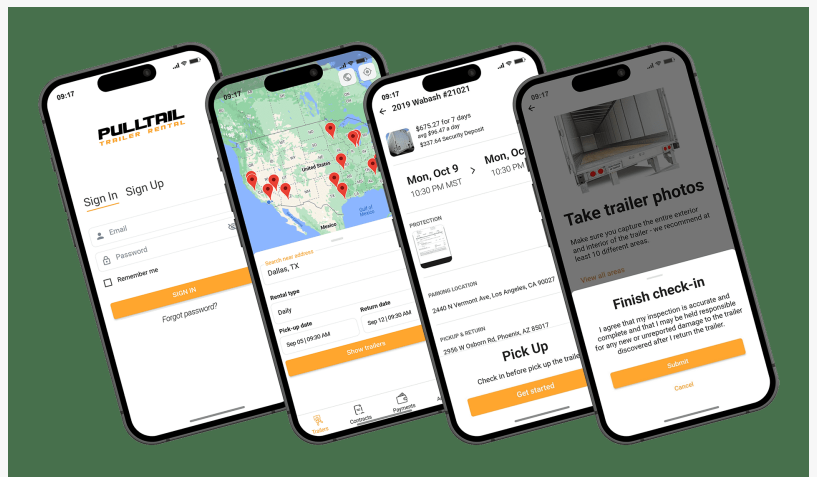 09:17
PULLTAIL
TRAILER RENTAL
Sign In Sign Up
Email
Password
Remember me
SIGN IN
Forgot password?
09:17
United States
Gulf of
Mexico
Mexico
Search near address
Dallas, TX
Rental type
Daily
Pick-up date
Return date
Sep 05 | 09:30 AM
Sep 12 | 09:30 AM
Show trailers
Trailers
Contracts
Payments
09:17
2019 Wabash #21021
$675.27 for 7 days
avg $96.47 a day
$337.64 Security Deposit
Mon, Oct 9
10:30 PM MST
Mon, Oc
10:30 PM
PROTECTION
PARKING LOCATION
2440 N Vermont Ave, Los Angeles, CA 90027
PICKUP & RETURN
2956 W Osborn Rd, Phoenix, AZ 85017
Pick Up
Check in before pick up the traile
Get started
09:17
Take trailer photos
Make sure you capture the entire exterior
and interior of the trailer - we recommend at
least 10 different areas.
View all areas
Finish check-in
I agree that my inspection is accurate and
complete and that I may be held responsible
for any new or unreported damage to the trailer
discovered after I return the trailer.
Submit
Cancel